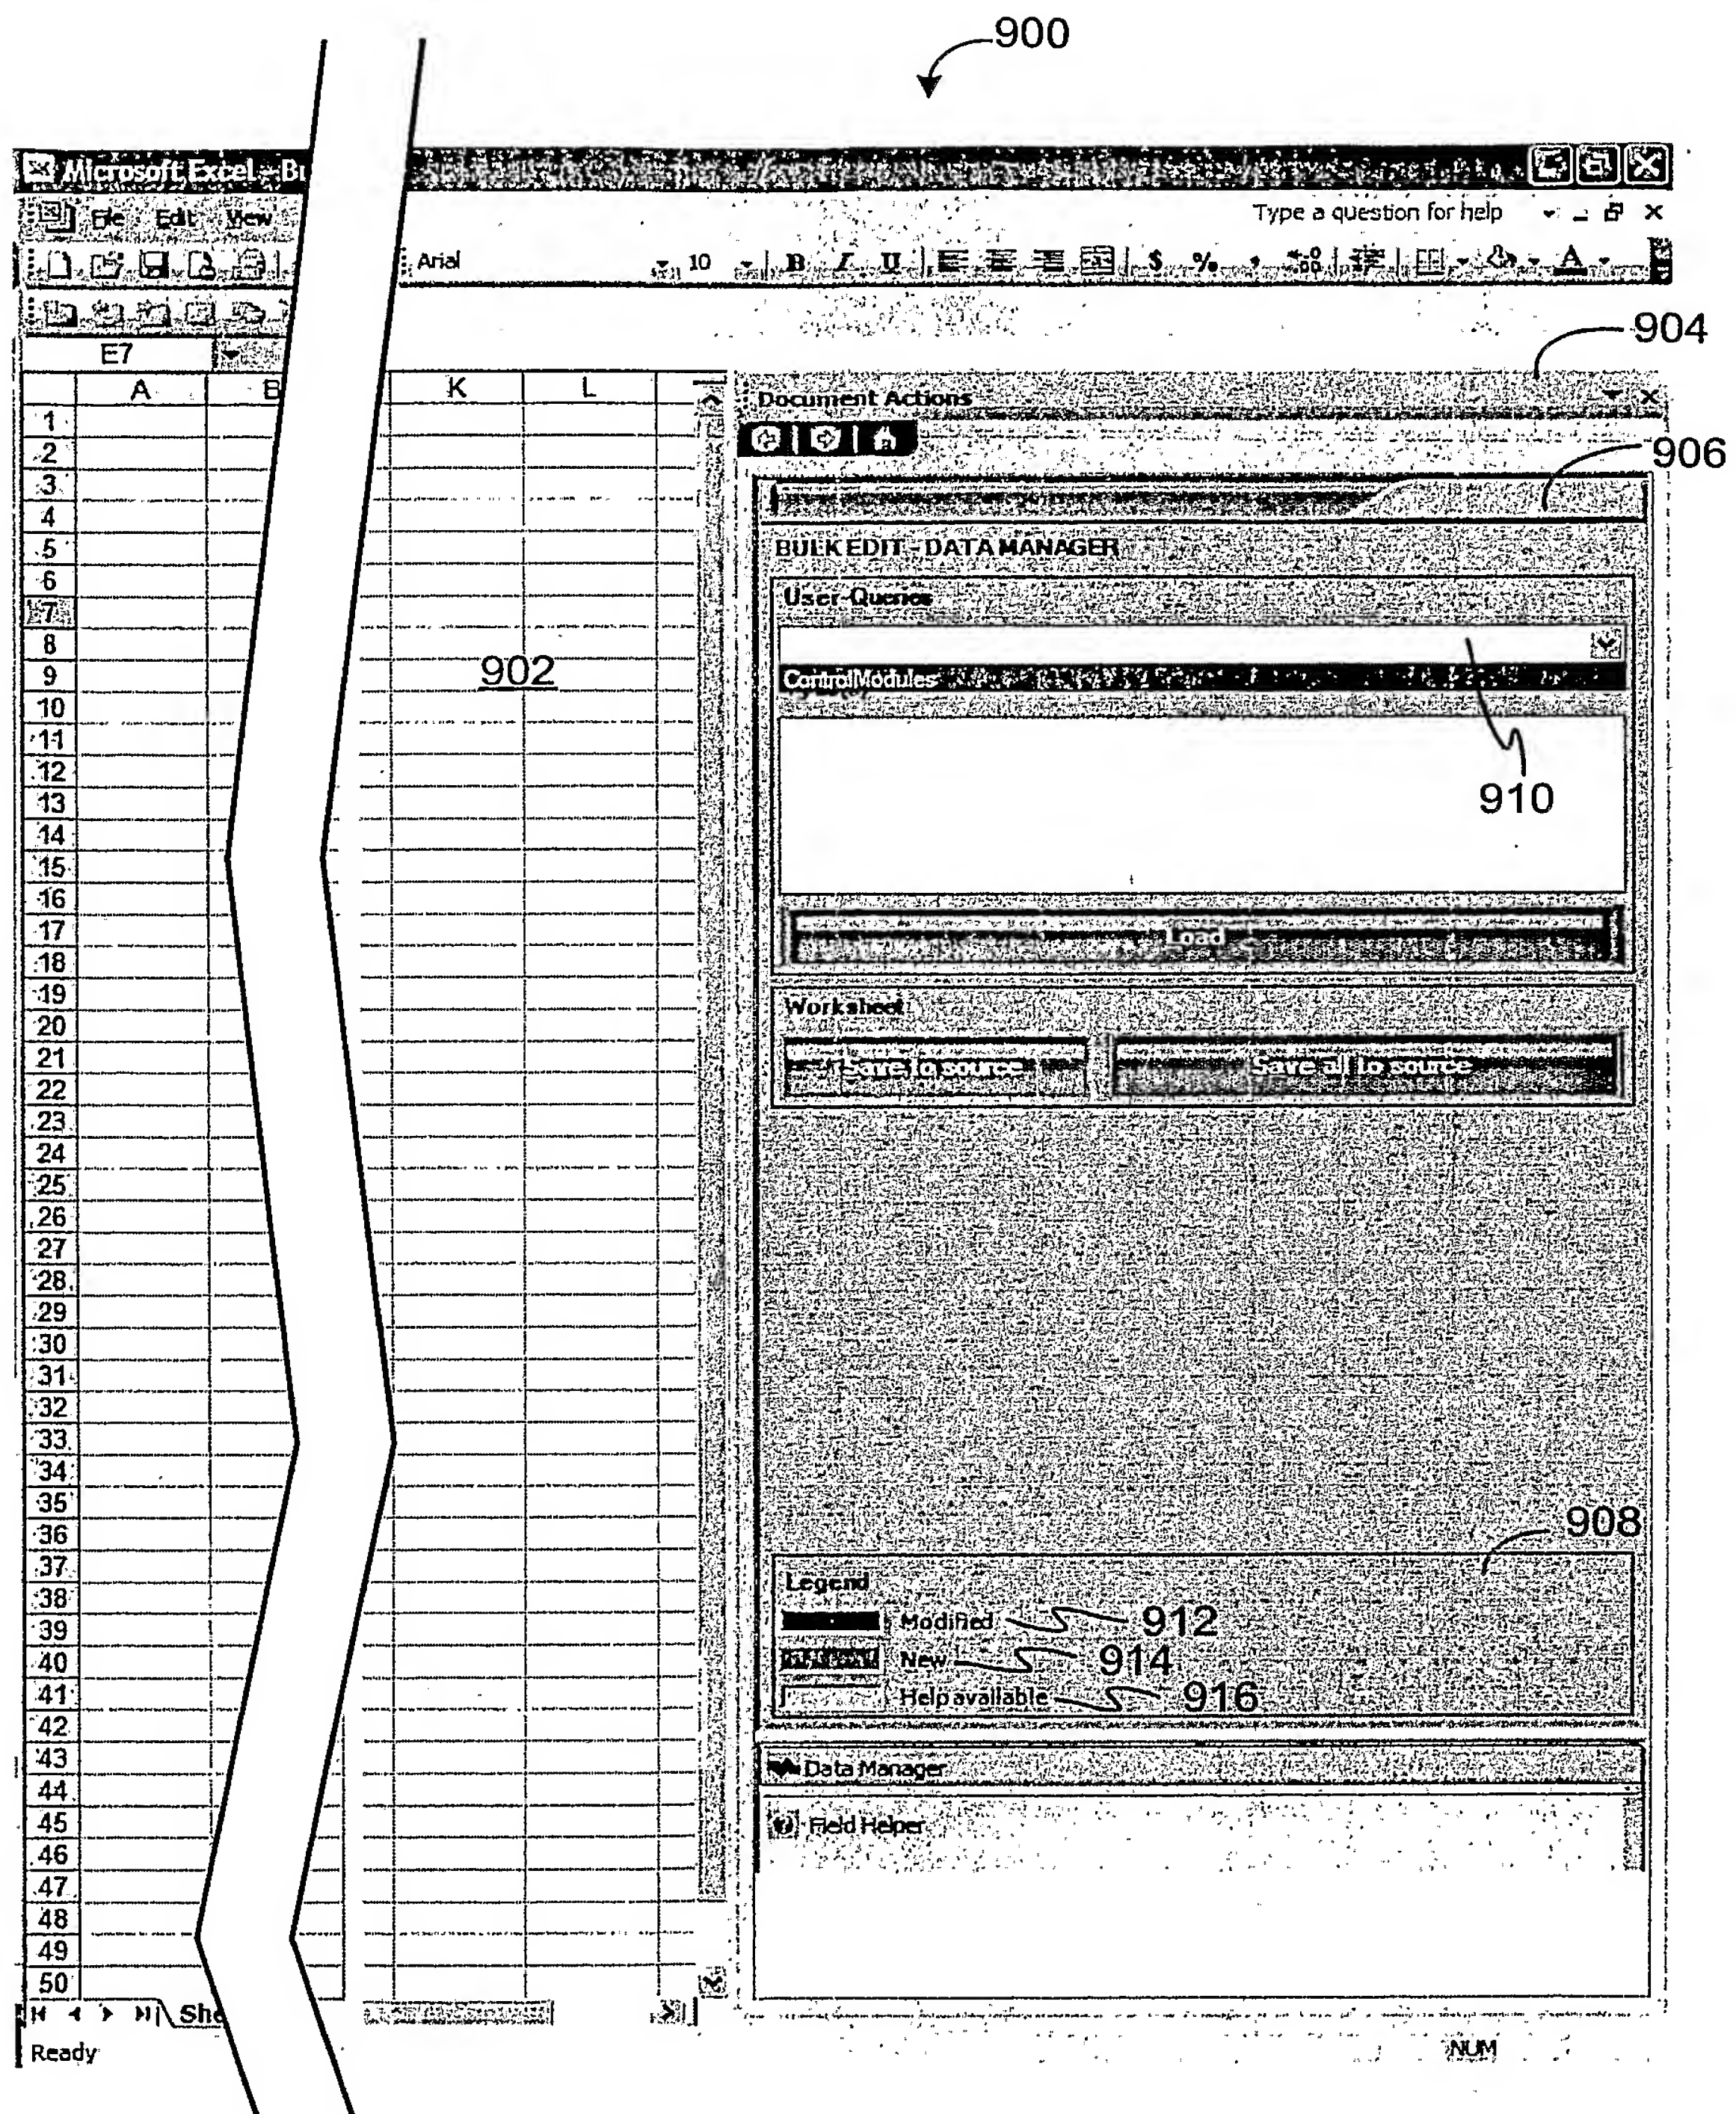 900
Microsoft Excel - Bu
File Edit View
Type a question for help
Arial 10 B I U $ % , A
904
E7
A B K L
Document Actions
906
1
2
3
4
5
6
7
8
9
10
11
12
13
14
15
16
17
18
19
20
21
22
23
24
25
26
27
28
29
30
31
32
33
34
35
36
37
38
39
40
41
42
43
44
45
46
47
48
49
50
902
BULK EDIT - DATA MANAGER
User Queries
ControlModules
910
Load
Worksheet
Save to source Save all to source
908
Legend
Modified 912
New 914
Help available 916
Data Manager
Field Helper
She
Ready
NUM